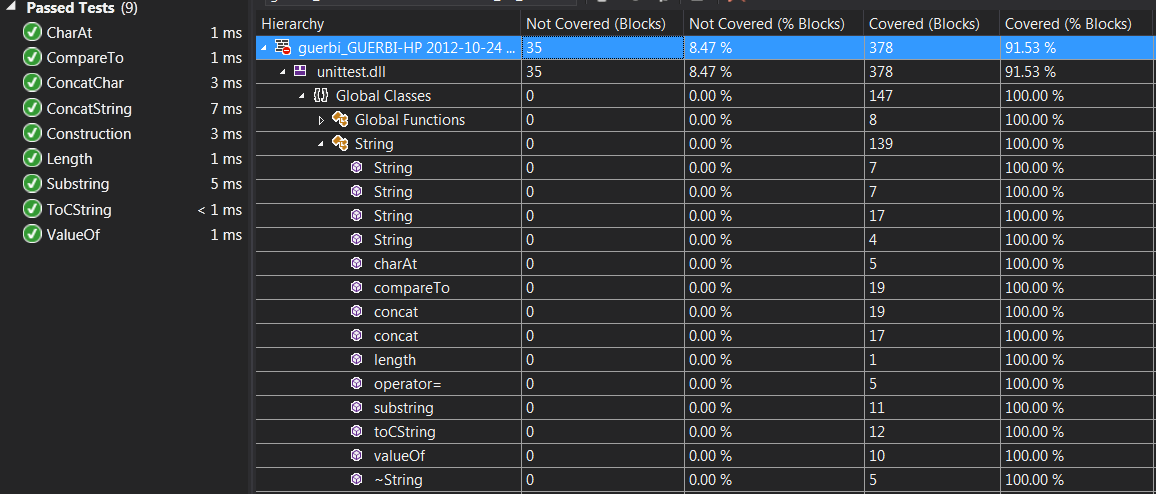 Passed Tests (9)
CharAt 1 ms
CompareTo 1 ms
ConcatChar 3 ms
ConcatString 7 ms
Construction 3 ms
Length 1 ms
Substring 5 ms
ToCString < 1 ms
ValueOf 1 ms
Hierarchy Not Covered (Blocks) Not Covered (% Blocks) Covered (Blocks) Covered (% Blocks)
guerbi_GUERBI-HP 2012-10-24 ... 35 8.47 % 378 91.53 %
unittest.dll 35 8.47 % 378 91.53 %
Global Classes 0 0.00 % 147 100.00 %
Global Functions 0 0.00 % 8 100.00 %
String 0 0.00 % 139 100.00 %
String 0 0.00 % 7 100.00 %
String 0 0.00 % 7 100.00 %
String 0 0.00 % 17 100.00 %
String 0 0.00 % 4 100.00 %
charAt 0 0.00 % 5 100.00 %
compareTo 0 0.00 % 19 100.00 %
concat 0 0.00 % 19 100.00 %
concat 0 0.00 % 17 100.00 %
length 0 0.00 % 1 100.00 %
operator= 0 0.00 % 5 100.00 %
substring 0 0.00 % 11 100.00 %
toCString 0 0.00 % 12 100.00 %
valueOf 0 0.00 % 10 100.00 %
~String 0 0.00 % 5 100.00 %